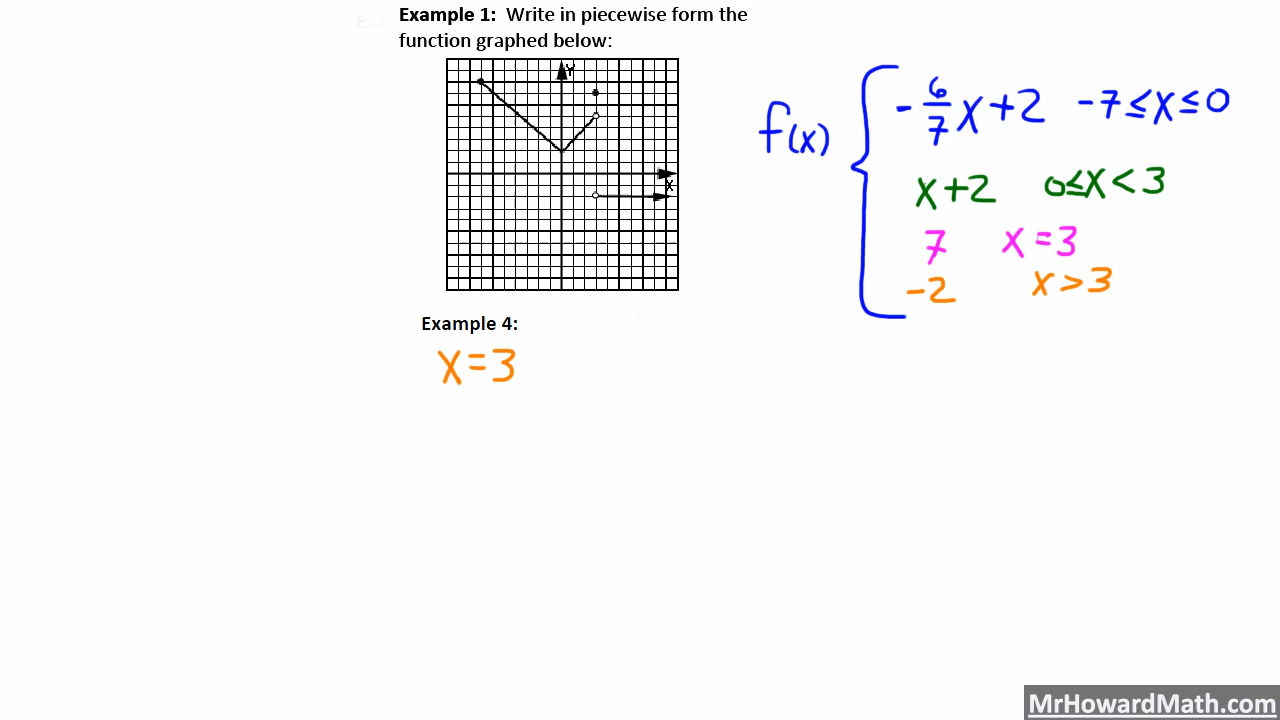 Example 1: Write in piecewise form the
function graphed below:
Y
X
f(x) { -6/7x+2 -7≤x≤0
x+2 0≤x<3
7 x=3
-2 x>3
Example 4:
x=3
MrHowardMath.com